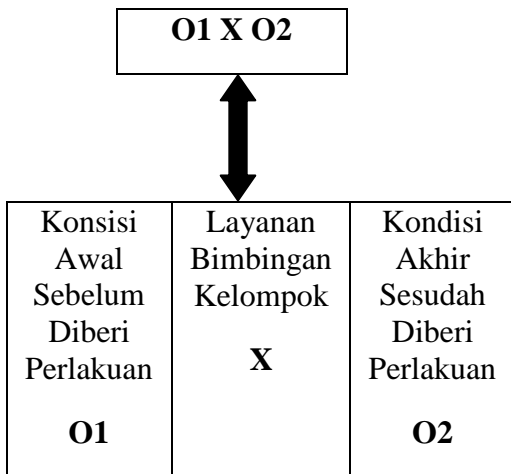 O1 X O2
Konsisi
Awal
Sebelum
Diberi
Perlakuan
O1
Layanan
Bimbingan
Kelompok
X
Kondisi
Akhir
Sesudah
Diberi
Perlakuan
O2